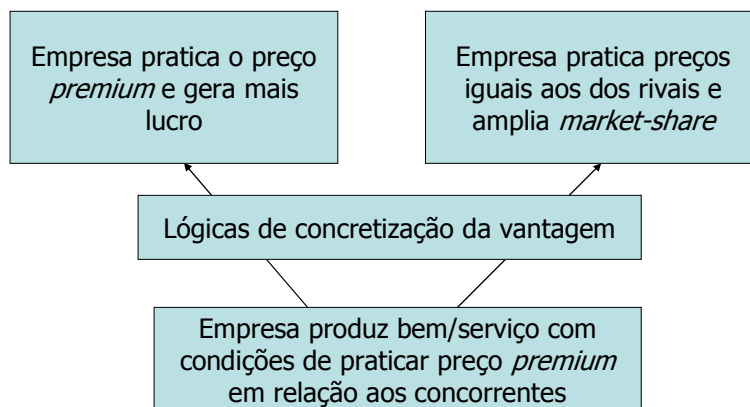 Empresa pratica o preço
premium e gera mais
lucro
Empresa pratica preços
iguais aos dos rivais e
amplia market-share
Lógicas de concretização da vantagem
Empresa produz bem/serviço com
condições de praticar preço premium
em relação aos concorrentes